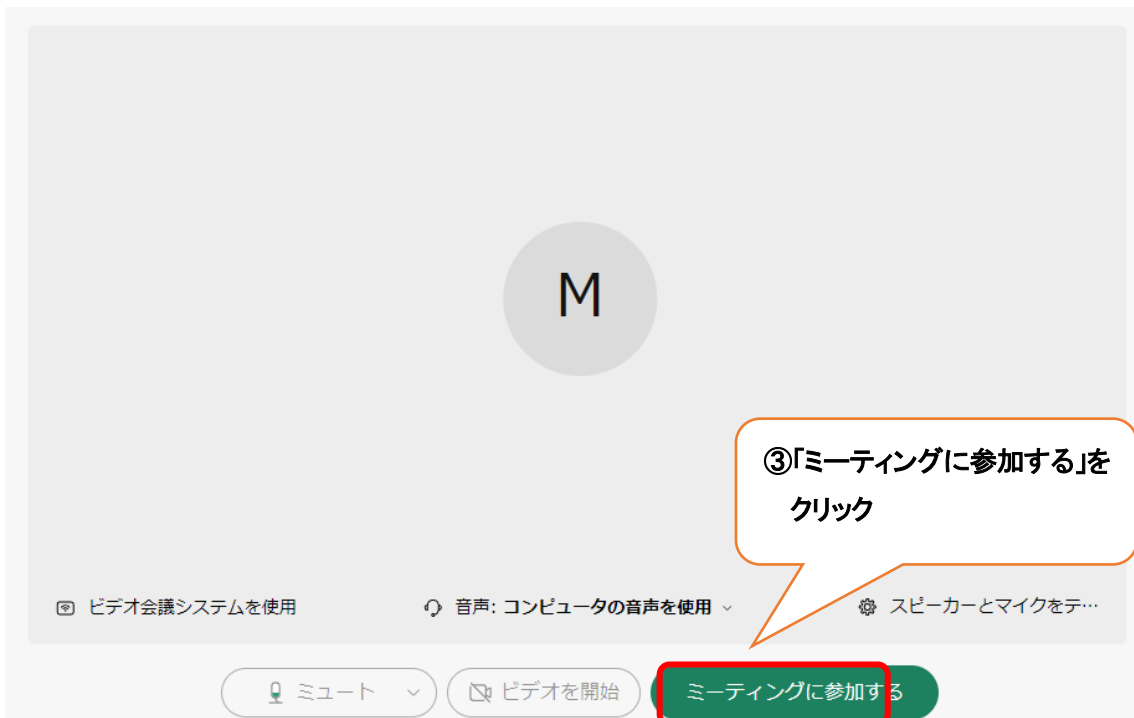 M
③「ミーティングに参加する」を
クリック
ビデオ会議システムを使用
音声: コンピュータの音声を使用
スピーカーとマイクをテ…
ミュート
ビデオを開始
ミーティングに参加する